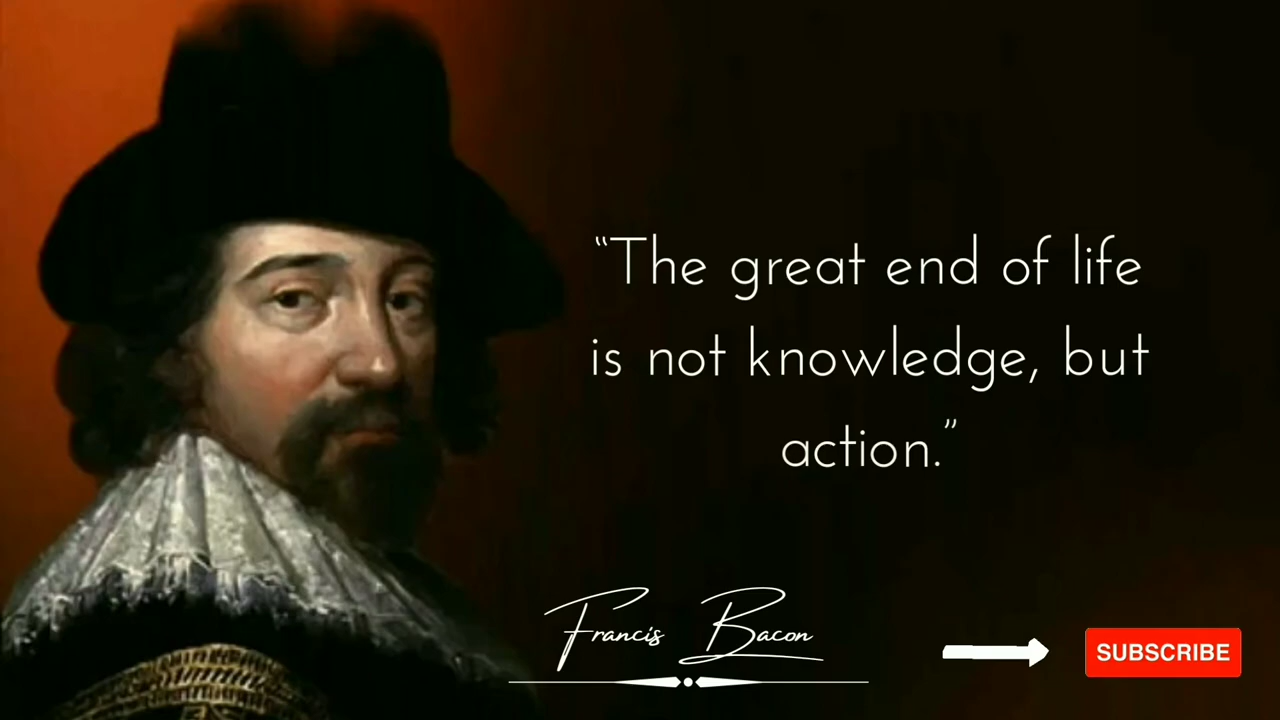 “The great end of life
is not knowledge, but
action.”
Francis Bacon
SUBSCRIBE